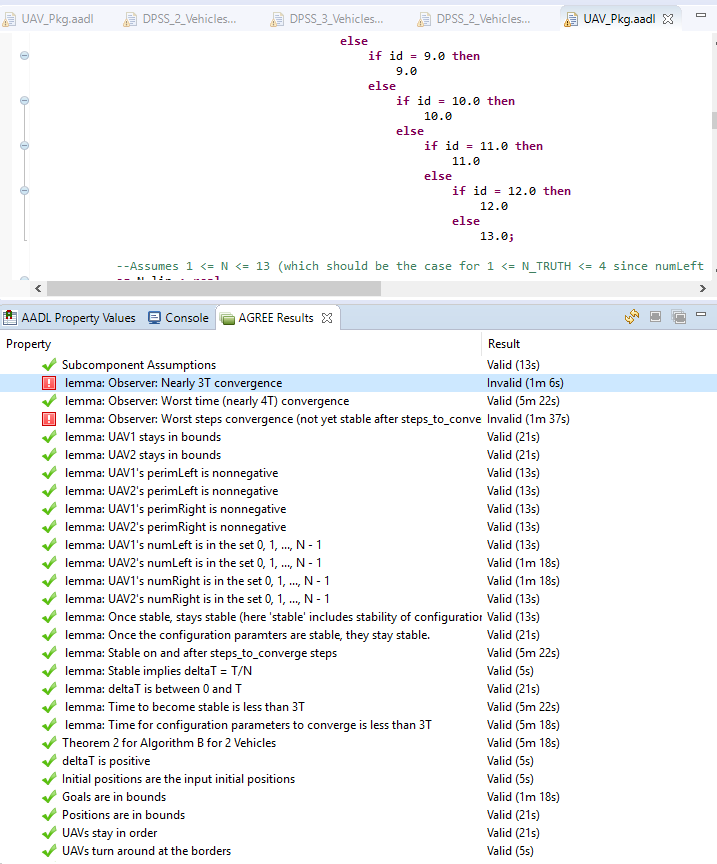 UAV_Pkg.aadl DPSS_2_Vehicles... DPSS_3_Vehicles... DPSS_2_Vehicles... UAV_Pkg.aadl
else
if id = 9.0 then
9.0
else
if id = 10.0 then
10.0
else
if id = 11.0 then
11.0
else
if id = 12.0 then
12.0
else
13.0;
--Assumes 1 <= N <= 13 (which should be the case for 1 <= N_TRUTH <= 4 since numLeft
AADL Property Values Console AGREE Results
Property Result
Subcomponent Assumptions Valid (13s)
lemma: Observer: Nearly 3T convergence Invalid (1m 6s)
lemma: Observer: Worst time (nearly 4T) convergence Valid (5m 22s)
lemma: Observer: Worst steps convergence (not yet stable after steps_to_conve Invalid (1m 37s)
lemma: UAV1 stays in bounds Valid (21s)
lemma: UAV2 stays in bounds Valid (21s)
lemma: UAV1's perimLeft is nonnegative Valid (13s)
lemma: UAV2's perimLeft is nonnegative Valid (13s)
lemma: UAV1's perimRight is nonnegative Valid (13s)
lemma: UAV2's perimRight is nonnegative Valid (13s)
lemma: UAV1's numLeft is in the set 0, 1, ..., N - 1 Valid (13s)
lemma: UAV2's numLeft is in the set 0, 1, ..., N - 1 Valid (1m 18s)
lemma: UAV1's numRight is in the set 0, 1, ..., N - 1 Valid (1m 18s)
lemma: UAV2's numRight is in the set 0, 1, ..., N - 1 Valid (13s)
lemma: Once stable, stays stable (here 'stable' includes stability of configuration Valid (13s)
lemma: Once the configuration paramters are stable, they stay stable. Valid (21s)
lemma: Stable on and after steps_to_converge steps Valid (5m 22s)
lemma: Stable implies deltaT = T/N Valid (5s)
lemma: deltaT is between 0 and T Valid (21s)
lemma: Time to become stable is less than 3T Valid (5m 22s)
lemma: Time for configuration parameters to converge is less than 3T Valid (5m 18s)
Theorem 2 for Algorithm B for 2 Vehicles Valid (5m 18s)
deltaT is positive Valid (5s)
Initial positions are the input initial positions Valid (5s)
Goals are in bounds Valid (1m 18s)
Positions are in bounds Valid (21s)
UAVs stay in order Valid (21s)
UAVs turn around at the borders Valid (5s)